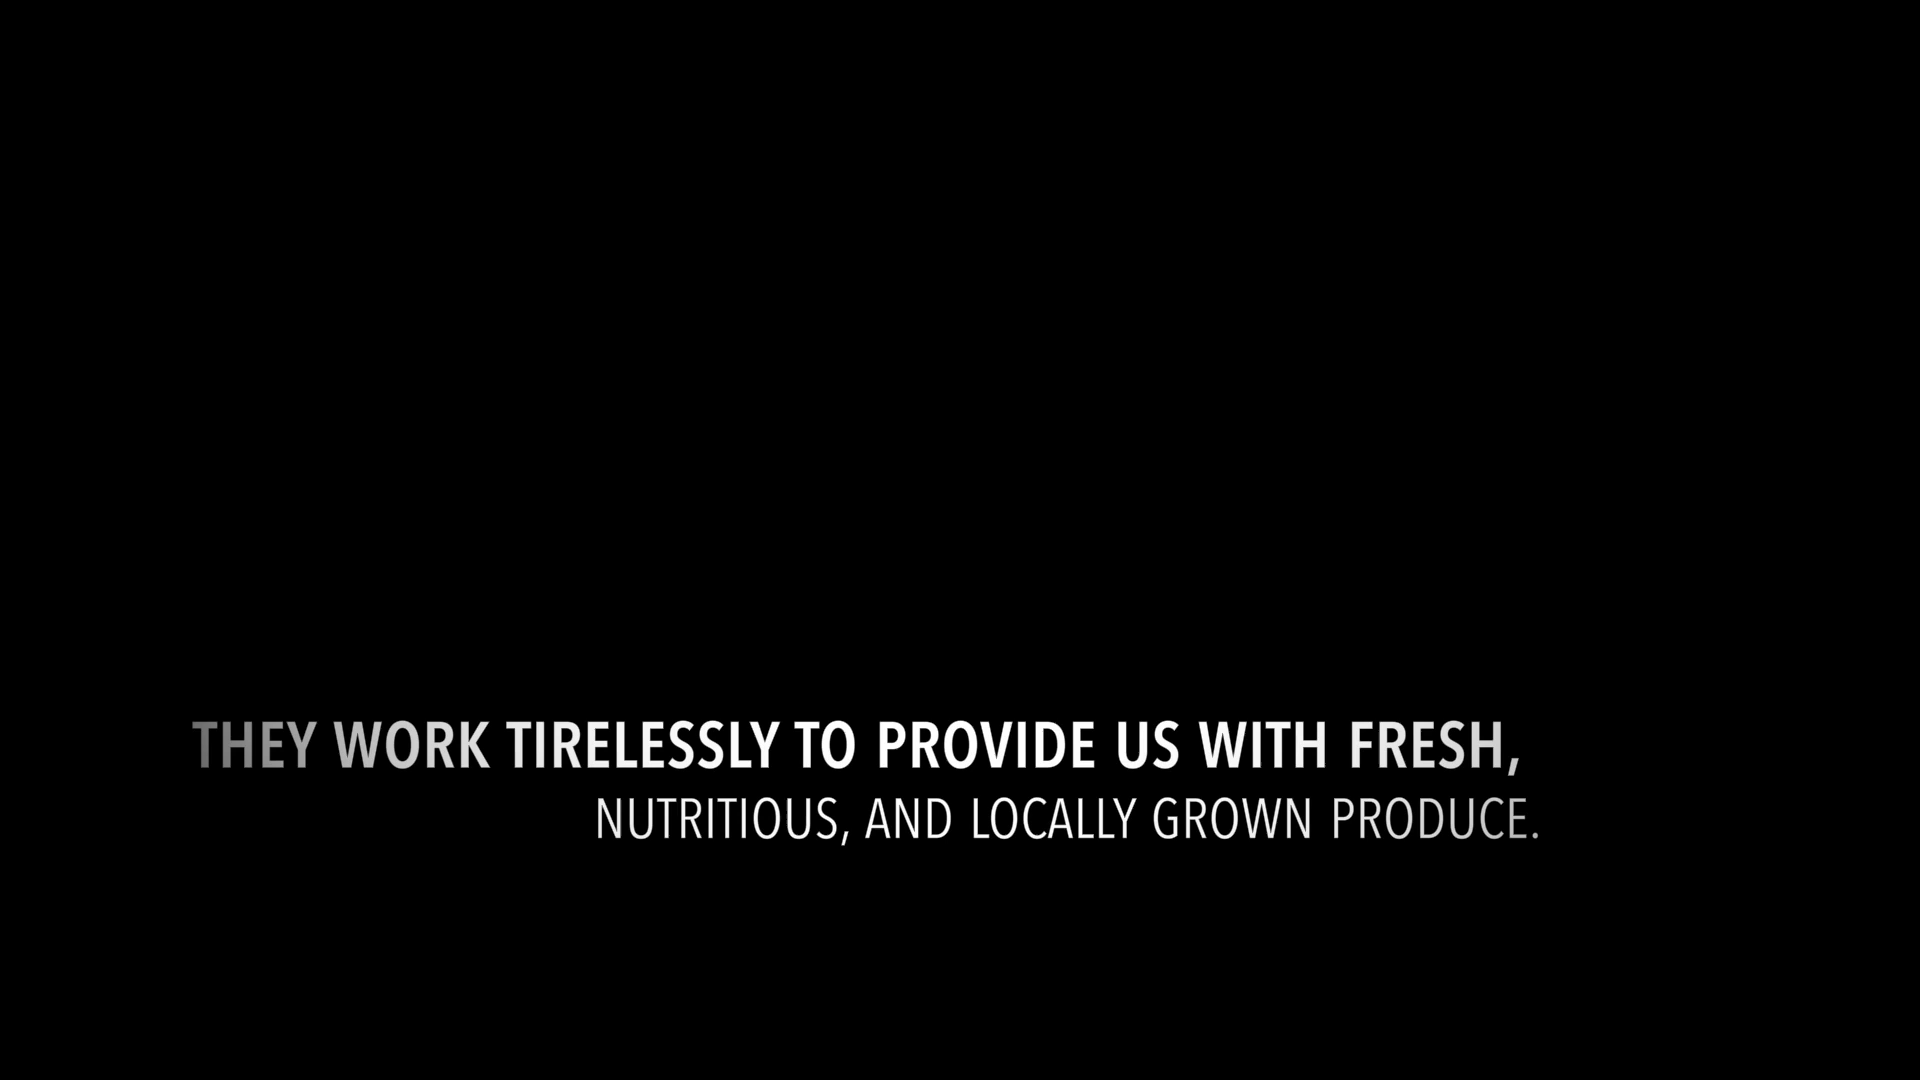 THEY WORK TIRELESSLY TO PROVIDE US WITH FRESH,
NUTRITIOUS, AND LOCALLY GROWN PRODUCE.